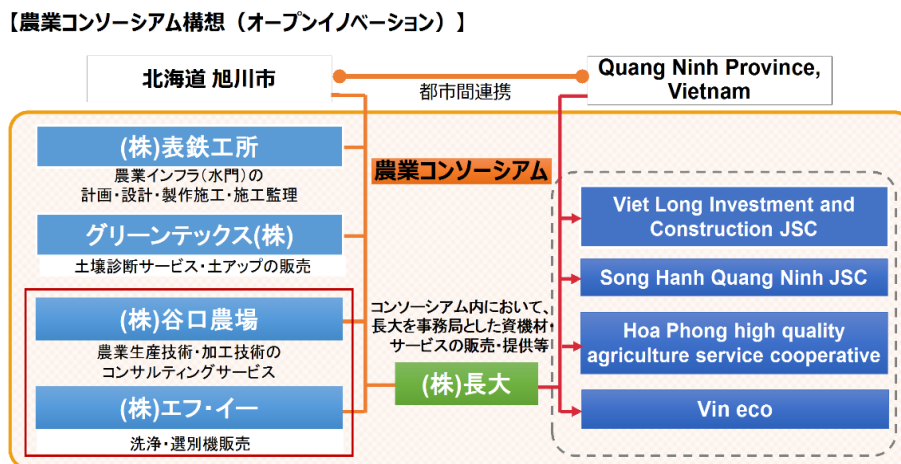 【農業コンソーシアム構想（オープンイノベーション）】
北海道 旭川市
都市間連携
Quang Ninh Province,
Vietnam
(株)表鉄工所
農業インフラ(水門)の
計画・設計・製作施工・施工監理
グリーンテックス(株)
土壌診断サービス・土アップの販売
(株)谷口農場
農業生産技術・加工技術の
コンサルティングサービス
(株)エフ・イー
洗浄・選別機販売
農業コンソーシアム
コンソーシアム内において、
長大を事務局とした資機材・
サービスの販売・提供等
(株)長大
Viet Long Investment and
Construction JSC
Song Hanh Quang Ninh JSC
Hoa Phong high quality
agriculture service cooperative
Vin eco